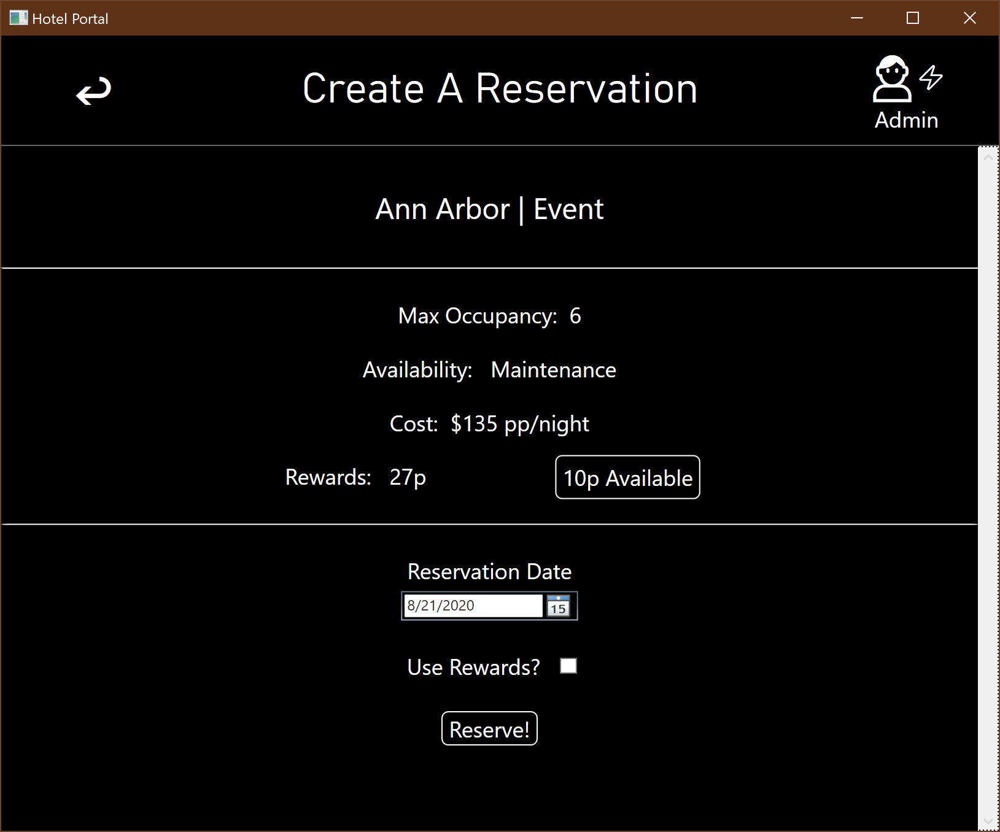 Hotel Portal
Create A Reservation
Admin
Ann Arbor | Event
Max Occupancy: 6
Availability: Maintenance
Cost: $135 pp/night
Rewards: 27p
10p Available
Reservation Date
8/21/2020
15
Use Rewards?
Reserve!